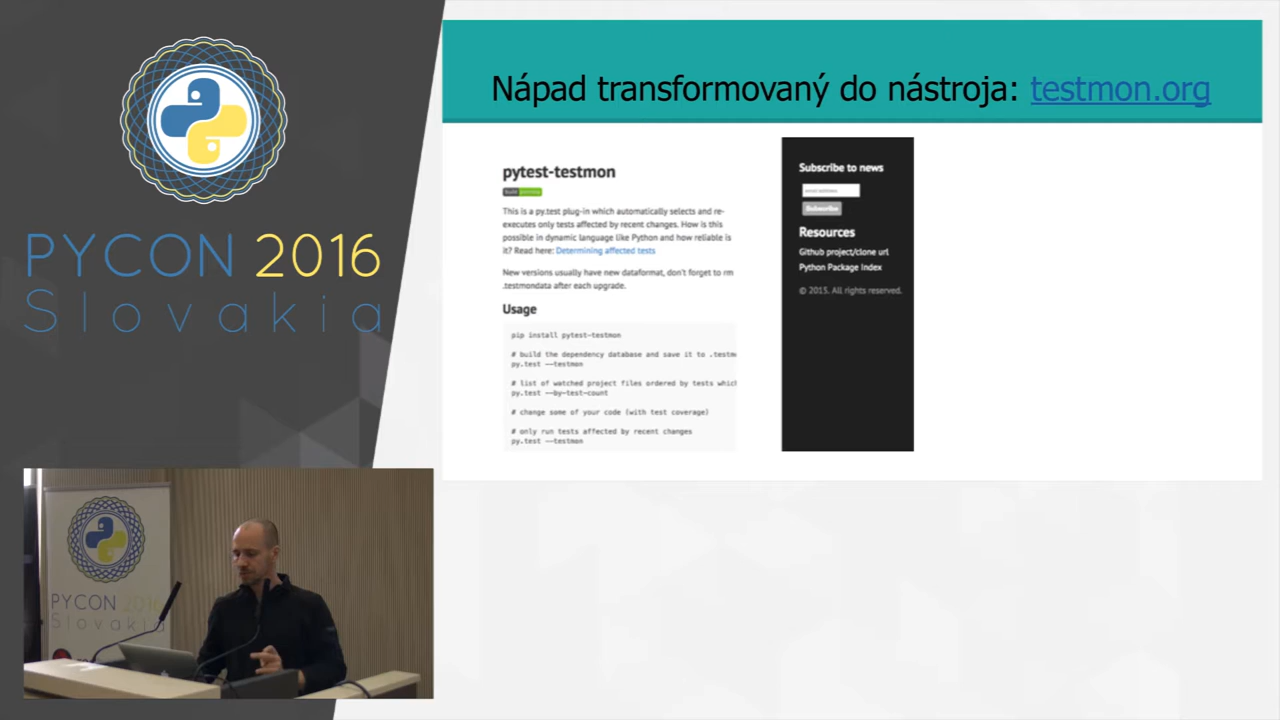 PYCON 2016
Slovakia
Nápad transformovaný do nástroja: testmon.org
pytest-testmon
build passing
This is a py.test plug-in which automatically selects and re-
executes only tests affected by recent changes. How is this
possible in dynamic language like Python and how reliable is
it? Read here: Determining affected tests
New versions usually have new dataformat, don't forget to rm
.testmondata after each upgrade.
Usage
pip install pytest-testmon
# build the dependency database and save it to .testm
py.test --testmon
# list of watched project files ordered by tests which
py.test --by-test-count
# change some of your code (with test coverage)
# only run tests affected by recent changes
py.test --testmon
Subscribe to news
email address
Subscribe
Resources
Github project/clone url
Python Package Index
© 2015. All rights reserved.
PYCON 2016
Slovakia